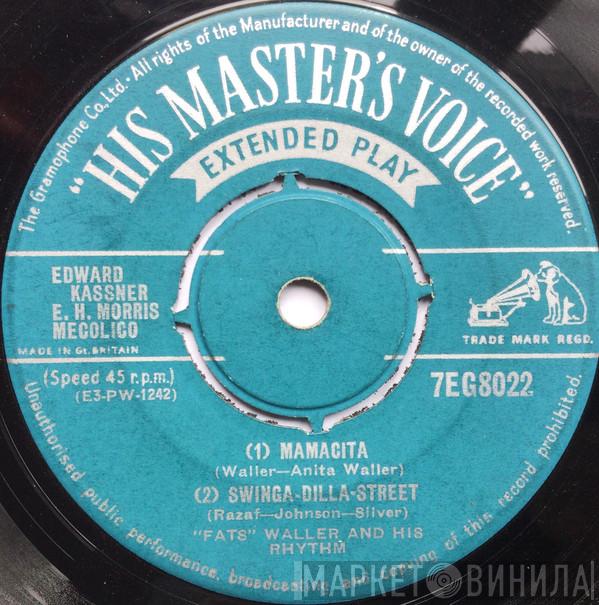 The Gramophone Co., Ltd. All rights of the Manufacturer and of the owner of the recorded work reserved.
"HIS MASTER'S VOICE"
EXTENDED PLAY
EDWARD
KASSNER
E. H. MORRIS
MECOLICO
MADE IN GT. BRITAIN
TRADE MARK REGD.
(Speed 45 r.p.m.)
(E3-PW-1242)
7EG8022
(1) MAMACITA
(Waller—Anita Waller)
(2) SWINGA-DILLA-STREET
(Razaf—Johnson—Silver)
"FATS" WALLER AND HIS
RHYTHM
Unauthorised public performance, broadcasting and copying of this record prohibited.
МАРКЕТ ВИНИЛА